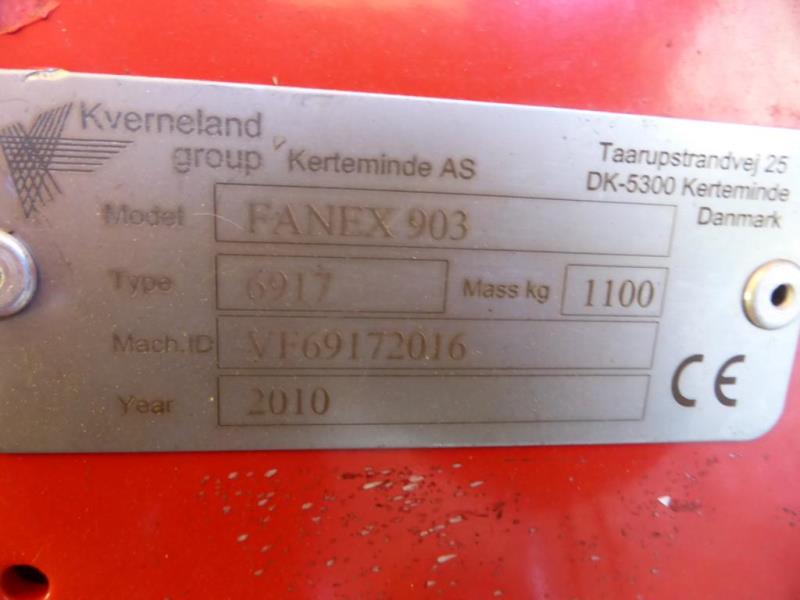 Kverneland
group Kerteminde AS
Taarupstrandvej 25
DK-5300 Kerteminde
Danmark
Model FANEX 903
Type 6917 Mass kg 1100
Mach.ID VF69172016
Year 2010
CE